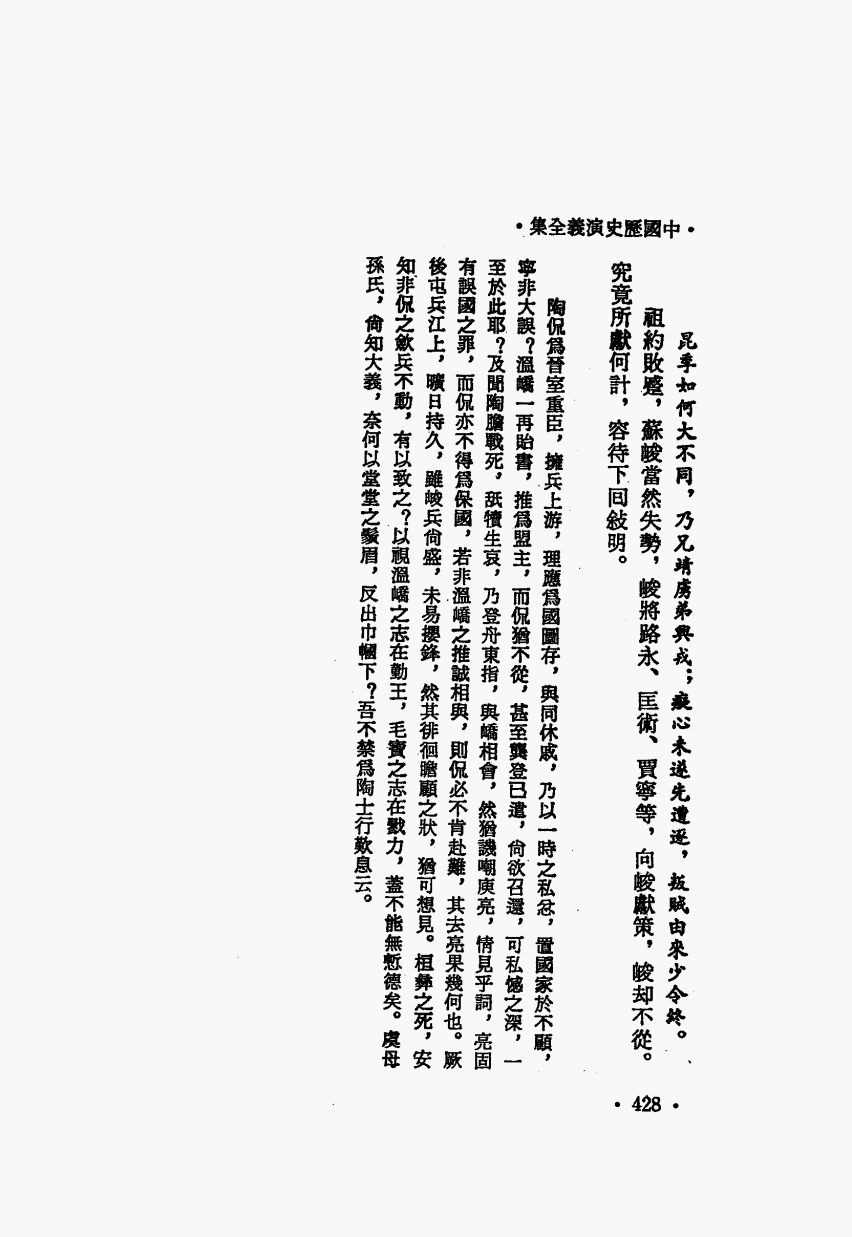 •中國歷史演義全集•
昆季如何大不同，乃兄靖虜弟興戎；癡心未遂先遭逐，叛賊由來少令終。
祖約敗蹙，蘇峻當然失勢，峻將路永、匡術、賈寧等，向峻獻策，峻却不從。
究竟所獻何計，容待下回敍明。
陶侃爲晉室重臣，擁兵上游，理應爲國圖存，與同休戚，乃以一時之私忿，置國家於不顧，
寧非大誤？溫嶠一再貽書，推爲盟主，而侃猶不從，甚至龔登已遣，尙欲召還，可私憾之深，一
至於此耶？及聞陶膽戰死，舐犢生哀，乃登舟東指，與嶠相會，然猶譏嘲庾亮，情見乎詞，亮固
有誤國之罪，而侃亦不得爲保國，若非溫嶠之推誠相與，則侃必不肯赴難，其去亮果幾何也。厥
後屯兵江上，曠日持久，雖峻兵尙盛，未易攖鋒，然其徘徊瞻顧之狀，猶可想見。桓彝之死，安
知非侃之斂兵不動，有以致之？以視溫嶠之志在勤王，毛寶之志在戮力，蓋不能無慙德矣。虞母
孫氏，尙知大義，奈何以堂堂之鬚眉，反出巾幗下？吾不禁爲陶士行歎息云。
•428•